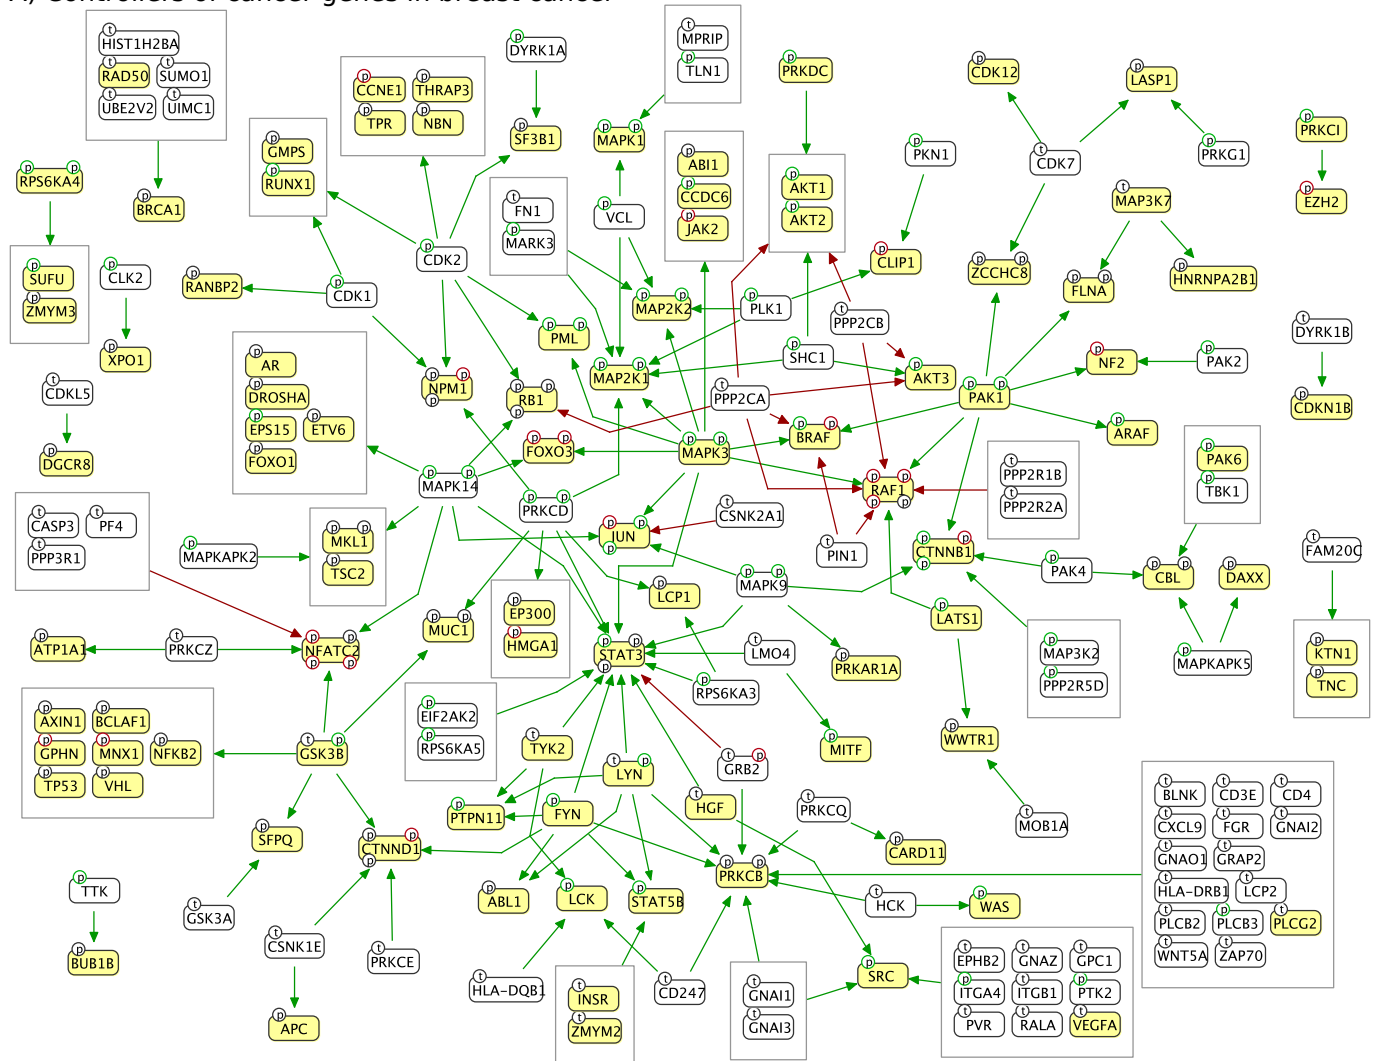 A) Controllers of cancer genes in breast cancer
t HIST1H2BA
t RAD50 t SUMO1
t UBE2V2 t UIMC1
p CCNE1 p THRAP3
p TPR p NBN
p DYRK1A
t MPRIP
p TLN1
p PRKDC
p CDK12
p LASP1
p GMPS
p RUNX1
p SF3B1
p p MAPK1
p ABI1
p CCDC6
p JAK2
p AKT1
p AKT2
p PKN1
t CDK7
p PRKG1
p PRKCI
p EZH2
p p RPS6KA4
p BRCA1
t FN1
p MARK3
p VCL
t MAP3K7
p SUFU
p ZMYM3
p CLK2
p RANBP2
p CDK1
p CDK2
p CLIP1
p p ZCCHC8
p p FLNA
p HNRNPA2B1
p p MAP2K2
p PLK1
p PPP2CB
p XPO1
p p PML
p SHC1
t DYRK1B
p NF2
p PAK2
p AR
p DROSHA
p EPS15 p ETV6
p FOXO1
t CDKL5
p p NPM1 p
p p RB1 p
p p MAP2K1
p PPP2CA
p AKT3
p p PAK1
p CDKN1B
p p BRAF
p ARAF
p DGCR8
p p FOXO3
p p MAPK3
p PAK6
p TBK1
t PPP2R1B
t PPP2R2A
p p MAPK14
p p RAF1 p p
t CASP3 t PF4
t PPP3R1
p p PRKCD
t CSNK2A1
p p MKL1
p TSC2
p p JUN p
p MAPKAPK2
t PIN1
p p CTNNB1 p
t FAM20C
p PAK4
p p CBL
p DAXX
p p MAPK9
p LCP1
p EP300
p HMGA1
p p MUC1
p LATS1
p ATP1A1
t PRKCZ
p p NFATC2 p p
p p STAT3 p
t LMO4
p PRKAR1A
p MAP3K2
p PPP2R5D
p MAPKAPK5
p KTN1
p TNC
p RPS6KA3
p EIF2AK2
p RPS6KA5
p AXIN1 p BCLAF1
p GPHN p MNX1 p NFKB2
p TP53 p VHL
t p GSK3B
t TYK2
t p LYN
t p GRB2
p MITF
p WWTR1
p PTPN11
p FYN
p HGF
t PRKCQ
t MOB1A
t BLNK t CD3E t CD4
t CXCL9 t FGR t GNAI2
t GNAO1 t GRAP2
t HLA-DRB1 t LCP2
t PLCB2 p PLCB3 t PLCG2
t WNT5A t ZAP70
p SFPQ
p p CTNND1 p
p CARD11
p p PRKCB
p TTK
t GSK3A
p ABL1
p LCK
p STAT5B
t HCK
p WAS
p BUB1B
t CSNK1E
t PRKCE
t HLA-DQB1
t INSR
t ZMYM2
t CD247
t GNAI1
t GNAI3
p SRC
t EPHB2 t GNAZ t GPC1
p ITGA4 t ITGB1 p PTK2
t PVR t RALA t VEGFA
p APC